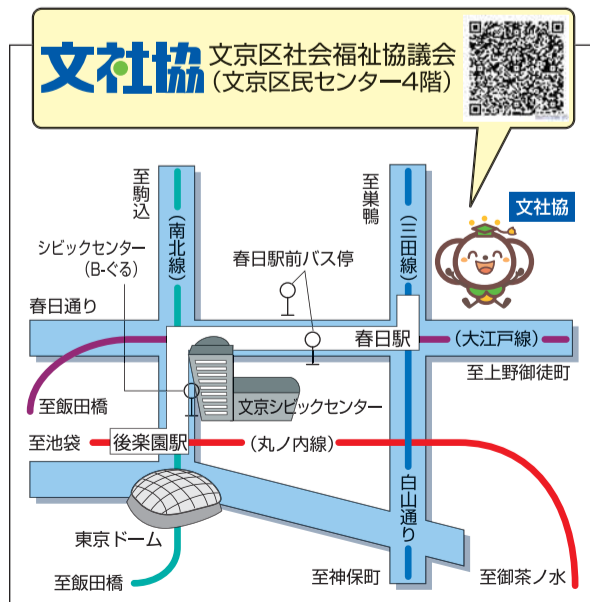 文社協
文京区社会福祉協議会
(文京区民センター4階)
至駒込
(南北線)
至巣鴨
(三田線)
文社協
シビックセンター
(B-ぐる)
春日駅前バス停
春日通り
春日駅
(大江戸線)
至上野御徒町
至飯田橋
文京シビックセンター
至池袋
後楽園駅
(丸ノ内線)
白山通り
東京ドーム
至飯田橋
至神保町
至御茶ノ水